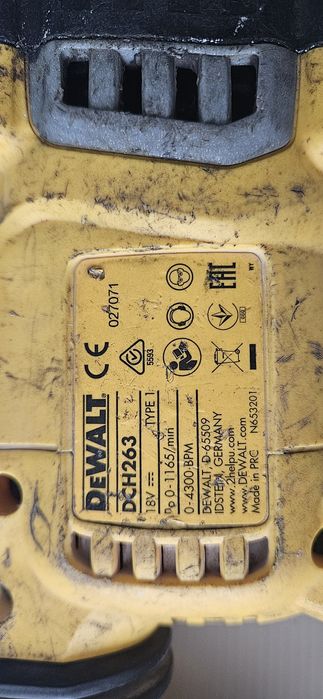 DEWALT CE
DCH263 027071
18V TYPE 1
n₀ 0-1165/min
0-4300 BPM
DEWALT D-65509
IDSTEIN, GERMANY
www.2helpu.com
www.DEWALT.com
Made in PRC N653201
5593
EAC
WY